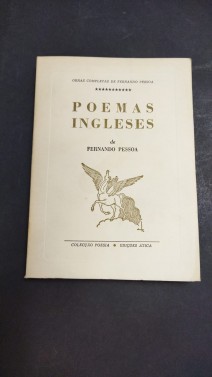 OBRAS COMPLETAS DE FERNANDO PESSOA
***********
POEMAS
INGLESES
de
FERNANDO PESSOA
COLECÇÃO POESIA * EDIÇÕES ÁTICA